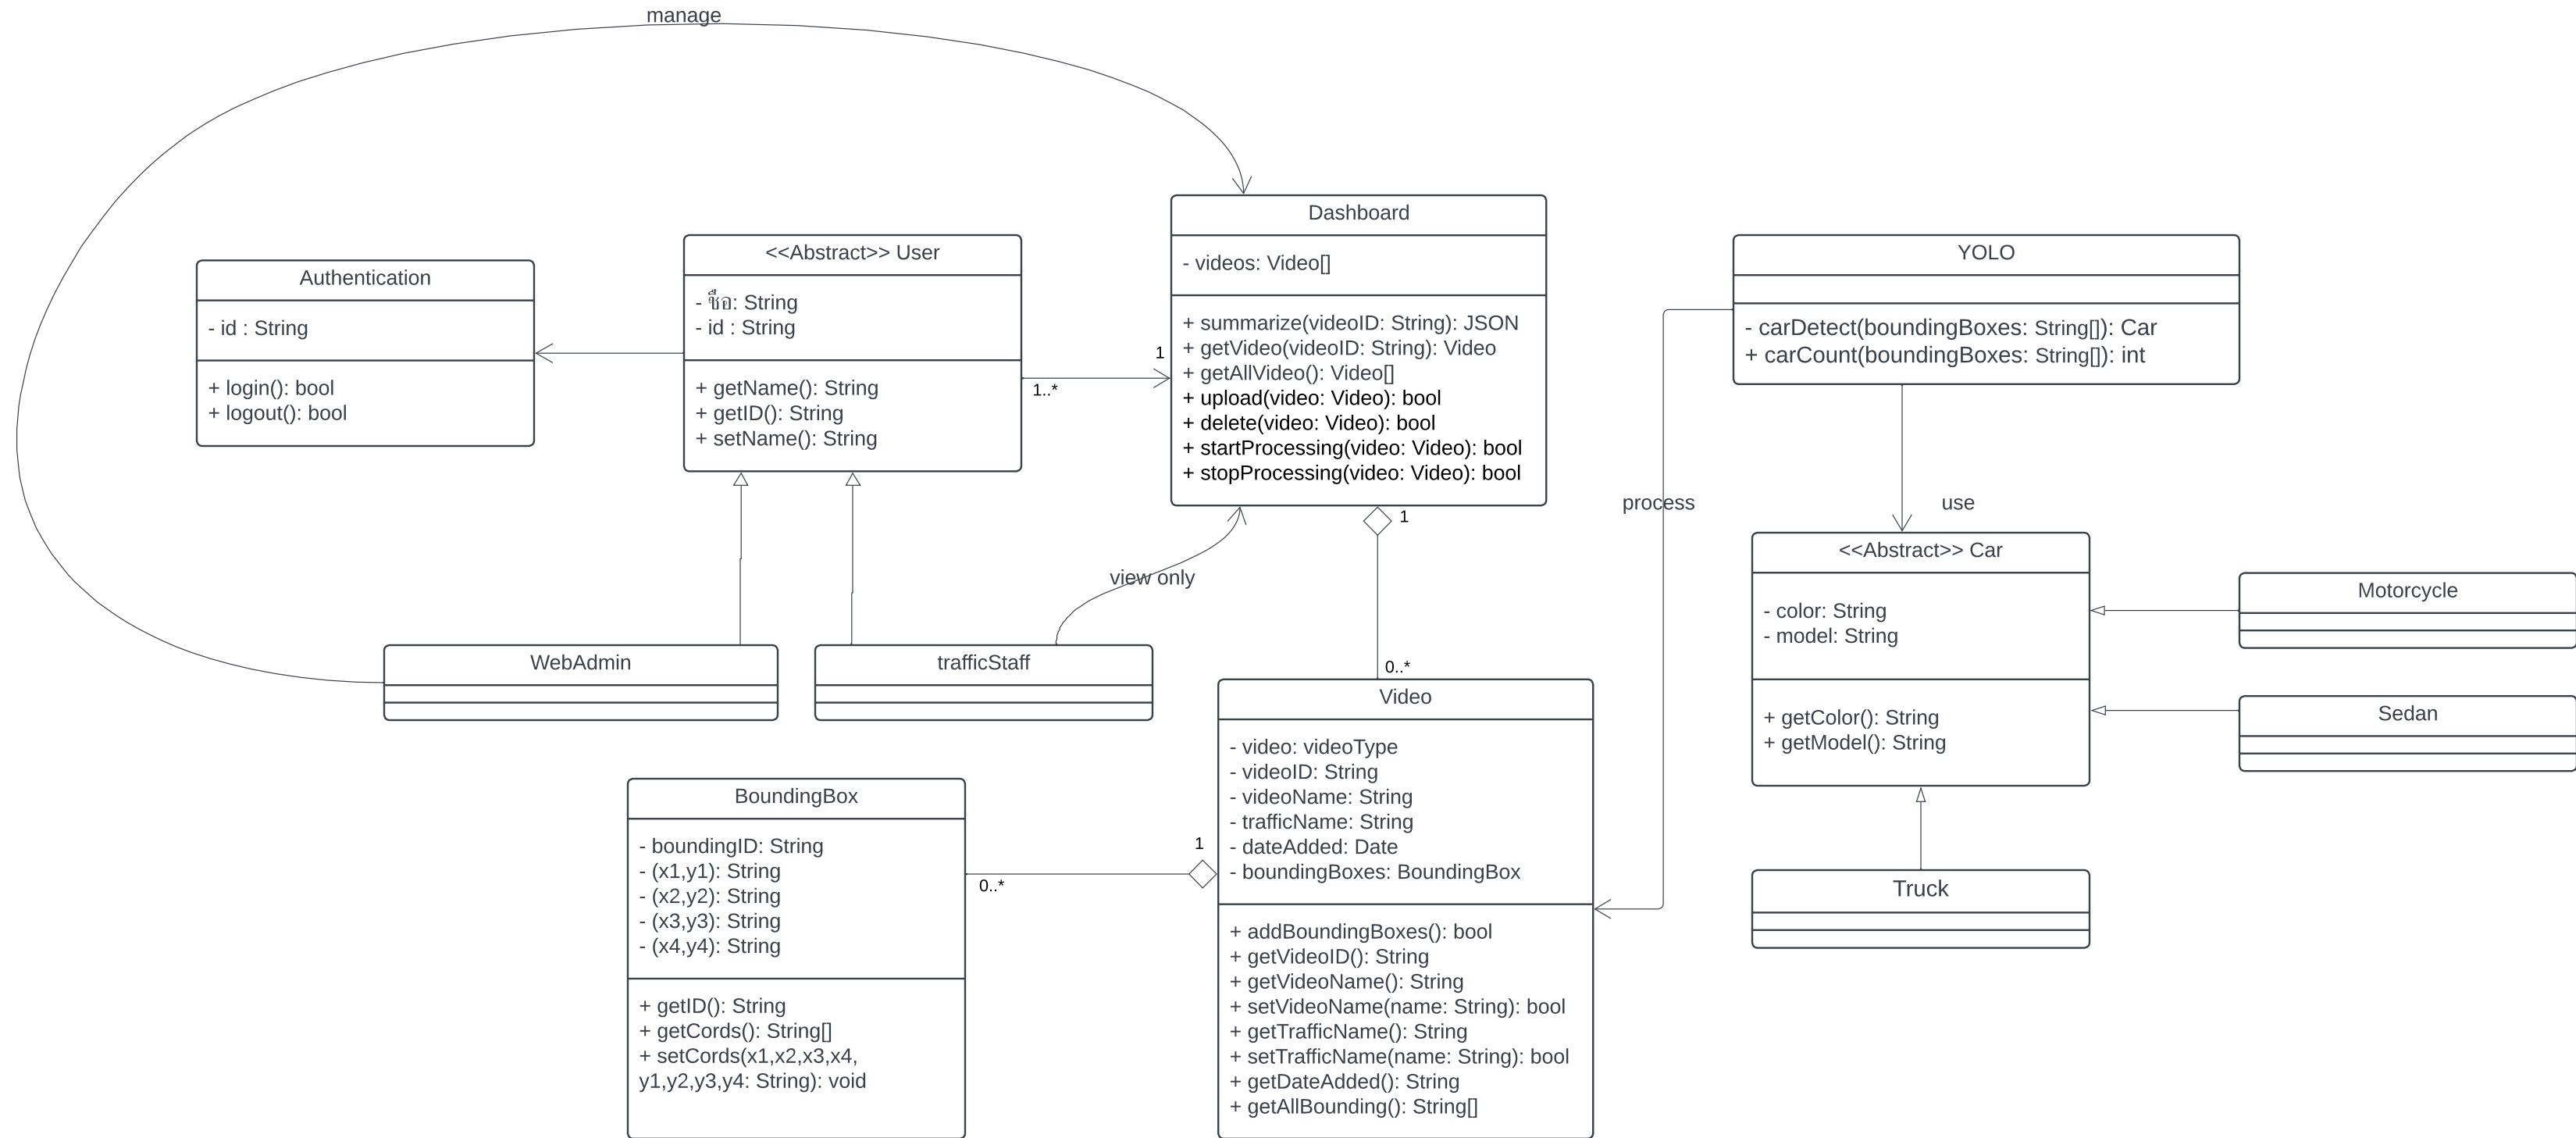 manage
Authentication
- id : String
+ login(): bool
+ logout(): bool
<<Abstract>> User
- ชื่อ: String
- id : String
+ getName(): String
+ getID(): String
+ setName(): String
1
1..*
Dashboard
- videos: Video[]
+ summarize(videoID: String): JSON
+ getVideo(videoID: String): Video
+ getAllVideo(): Video[]
+ upload(video: Video): bool
+ delete(video: Video): bool
+ startProcessing(video: Video): bool
+ stopProcessing(video: Video): bool
YOLO
- carDetect(boundingBoxes: String[]): Car
+ carCount(boundingBoxes: String[]): int
process
use
1
view only
0..*
WebAdmin
trafficStaff
<<Abstract>> Car
- color: String
- model: String
+ getColor(): String
+ getModel(): String
Motorcycle
Sedan
Truck
Video
- video: videoType
- videoID: String
- videoName: String
- trafficName: String
- dateAdded: Date
- boundingBoxes: BoundingBox
+ addBoundingBoxes(): bool
+ getVideoID(): String
+ getVideoName(): String
+ setVideoName(name: String): bool
+ getTrafficName(): String
+ setTrafficName(name: String): bool
+ getDateAdded(): String
+ getAllBounding(): String[]
1
0..*
BoundingBox
- boundingID: String
- (x1,y1): String
- (x2,y2): String
- (x3,y3): String
- (x4,y4): String
+ getID(): String
+ getCords(): String[]
+ setCords(x1,x2,x3,x4,
y1,y2,y3,y4: String): void